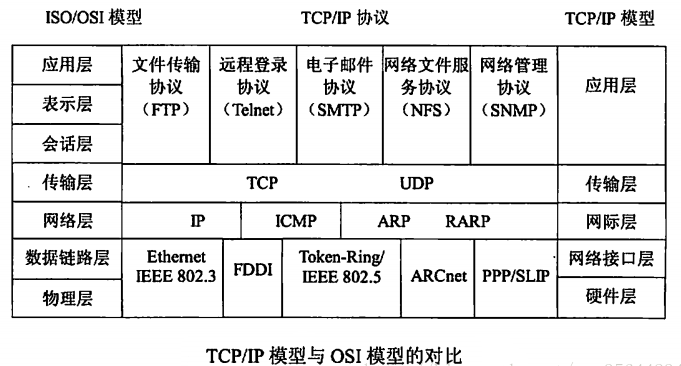 ISO/OSI 模型 TCP/IP 协议 TCP/IP 模型
应用层
表示层
会话层
文件传输
协议
（FTP）
远程登录
协议
（Telnet）
电子邮件
协议
（SMTP）
网络文件服
务协议
（NFS）
网络管理
协议
（SNMP）
应用层
传输层 TCP UDP 传输层
网络层 IP ICMP ARP RARP 网际层
数据链路层
物理层
Ethernet
IEEE 802.3
FDDI
Token-Ring/
IEEE 802.5
ARCnet
PPP/SLIP
网络接口层
硬件层
TCP/IP 模型与 OSI 模型的对比